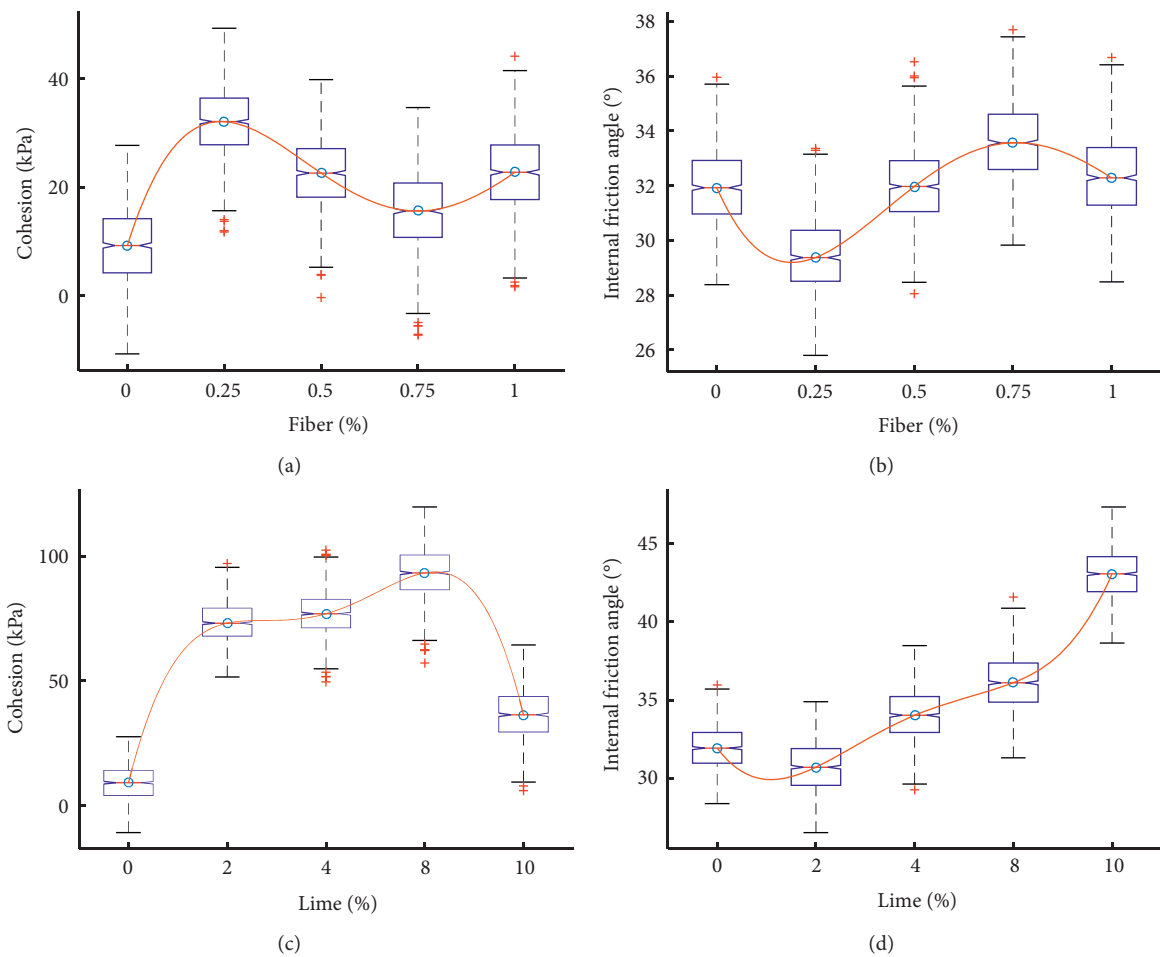 40
20
0
Cohesion (kPa)
0 0.25 0.5 0.75 1
Fiber (%)
(a)
38
36
34
32
30
28
26
Internal friction angle (°)
0 0.25 0.5 0.75 1
Fiber (%)
(b)
100
50
0
Cohesion (kPa)
0 2 4 8 10
Lime (%)
(c)
45
40
35
30
Internal friction angle (°)
0 2 4 8 10
Lime (%)
(d)